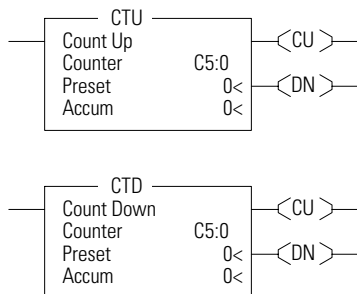 CTU
Count Up
Counter C5:0
Preset 0<
Accum 0<
CU
DN
CTD
Count Down
Counter C5:0
Preset 0<
Accum 0<
CU
DN